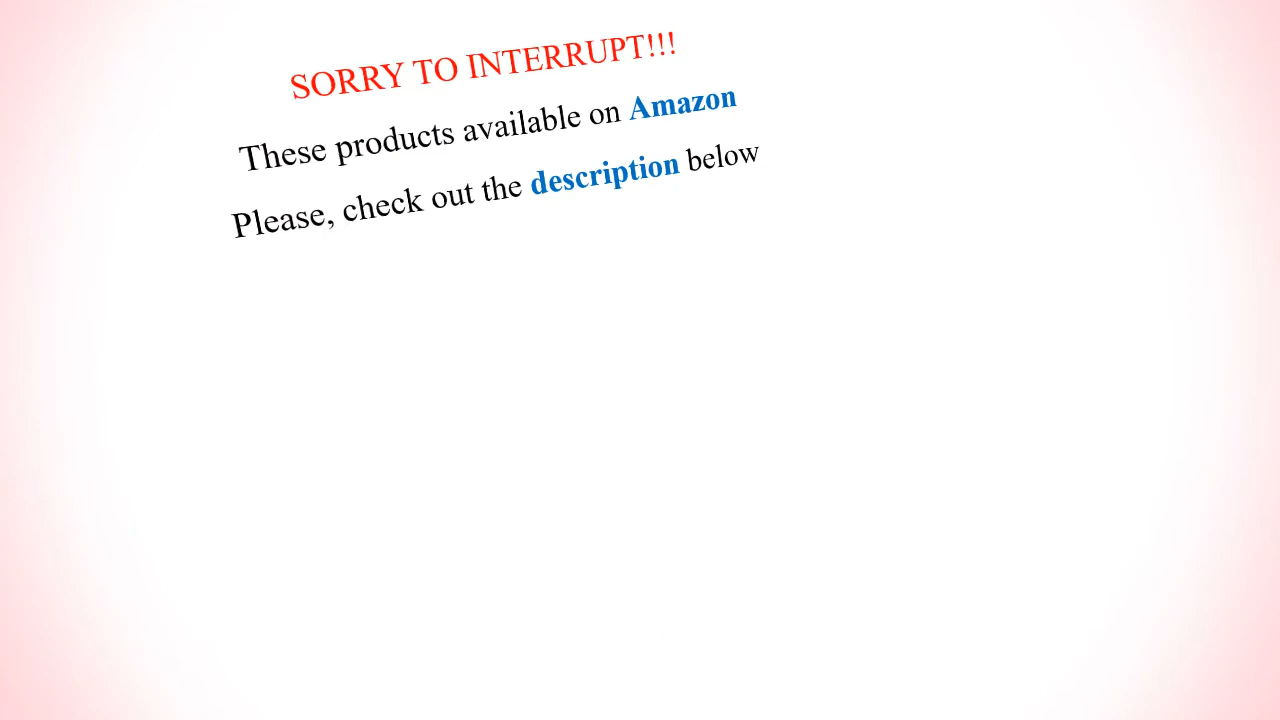 SORRY TO INTERRUPT!!!
These products available on Amazon
Please, check out the description below